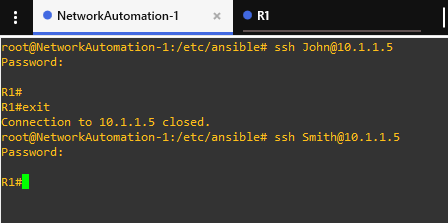 NetworkAutomation-1
R1
root@NetworkAutomation-1:/etc/ansible# ssh John@10.1.1.5
Password:
R1#
R1#exit
Connection to 10.1.1.5 closed.
root@NetworkAutomation-1:/etc/ansible# ssh Smith@10.1.1.5
Password:
R1#